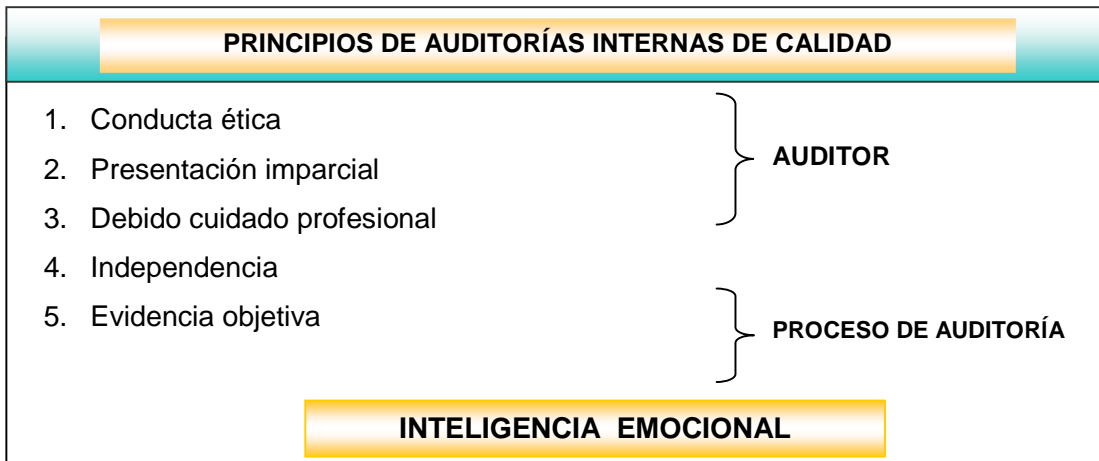 PRINCIPIOS DE AUDITORÍAS INTERNAS DE CALIDAD
1. Conducta ética
2. Presentación imparcial
3. Debido cuidado profesional
AUDITOR
4. Independencia
5. Evidencia objetiva
PROCESO DE AUDITORÍA
INTELIGENCIA EMOCIONAL